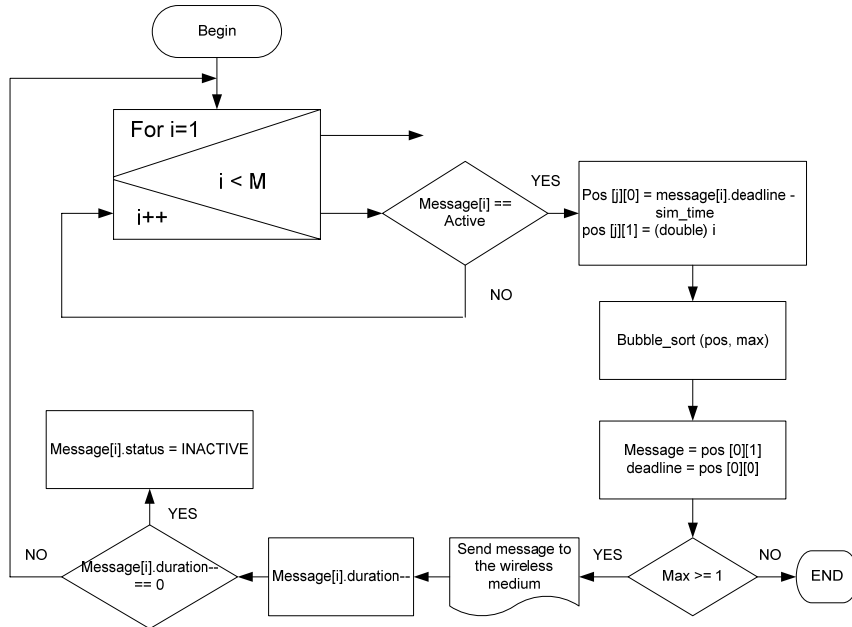 Begin
For i=1
i < M
i++
Message[i] ==
Active
YES
NO
Pos [j][0] = message[i].deadline -
sim_time
pos [j][1] = (double) i
Bubble_sort (pos, max)
Message = pos [0][1]
deadline = pos [0][0]
Max >= 1
NO
END
YES
Send message to
the wireless
medium
Message[i].duration--
Message[i].duration--
== 0
YES
NO
Message[i].status = INACTIVE